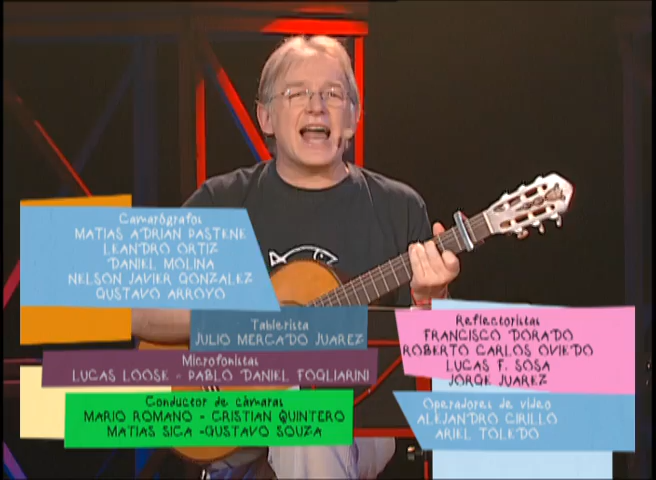 Camarógrafos
MATIAS ADRIAN PASTENE
LEANDRO ORTIZ
DANIEL MOLINA
NELSON JAVIER GONZALEZ
GUSTAVO ARROYO
Tablerista
JULIO MERCADO JUAREZ
Microfonistas
LUCAS LOOSE - PABLO DANIEL FOGLIARINI
Conductor de cámaras
MARIO ROMANO - CRISTIAN QUINTERO
MATIAS SICA -GUSTAVO SOUZA
Reflectoristas
FRANCISCO DORADO
ROBERTO CARLOS OVIEDO
LUCAS F. SOSA
JORGE JUAREZ
Operadores de video
ALEJANDRO CIRILLO
ARIEL TOLEDO